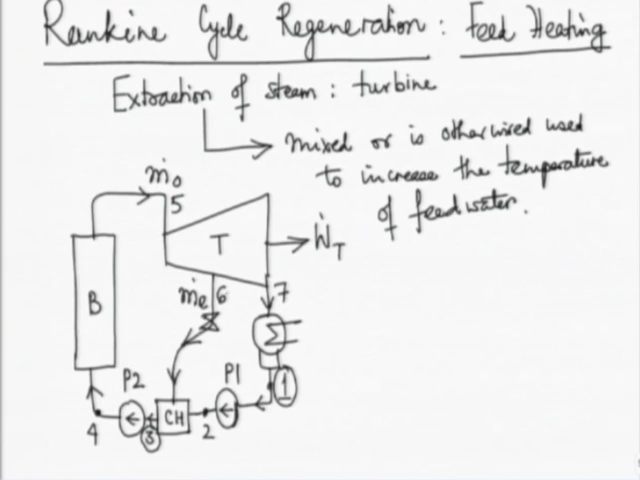 Rankine Cycle Regeneration : Feed Heating
Extraction of steam : turbine
mixed or is otherwised used
to increase the temperature
of feedwater.
ṁ0
5
T
ẆT
B
ṁe 6
7
P2
P1
1
CH
4
3
2